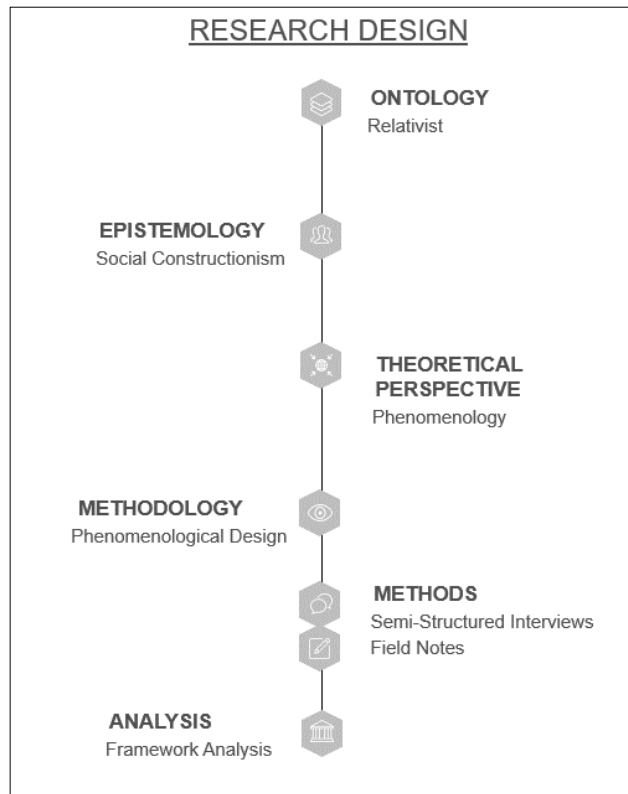 RESEARCH DESIGN
ONTOLOGY
Relativist
EPISTEMOLOGY
Social Constructionism
THEORETICAL
PERSPECTIVE
Phenomenology
METHODOLOGY
Phenomenological Design
METHODS
Semi-Structured Interviews
Field Notes
ANALYSIS
Framework Analysis